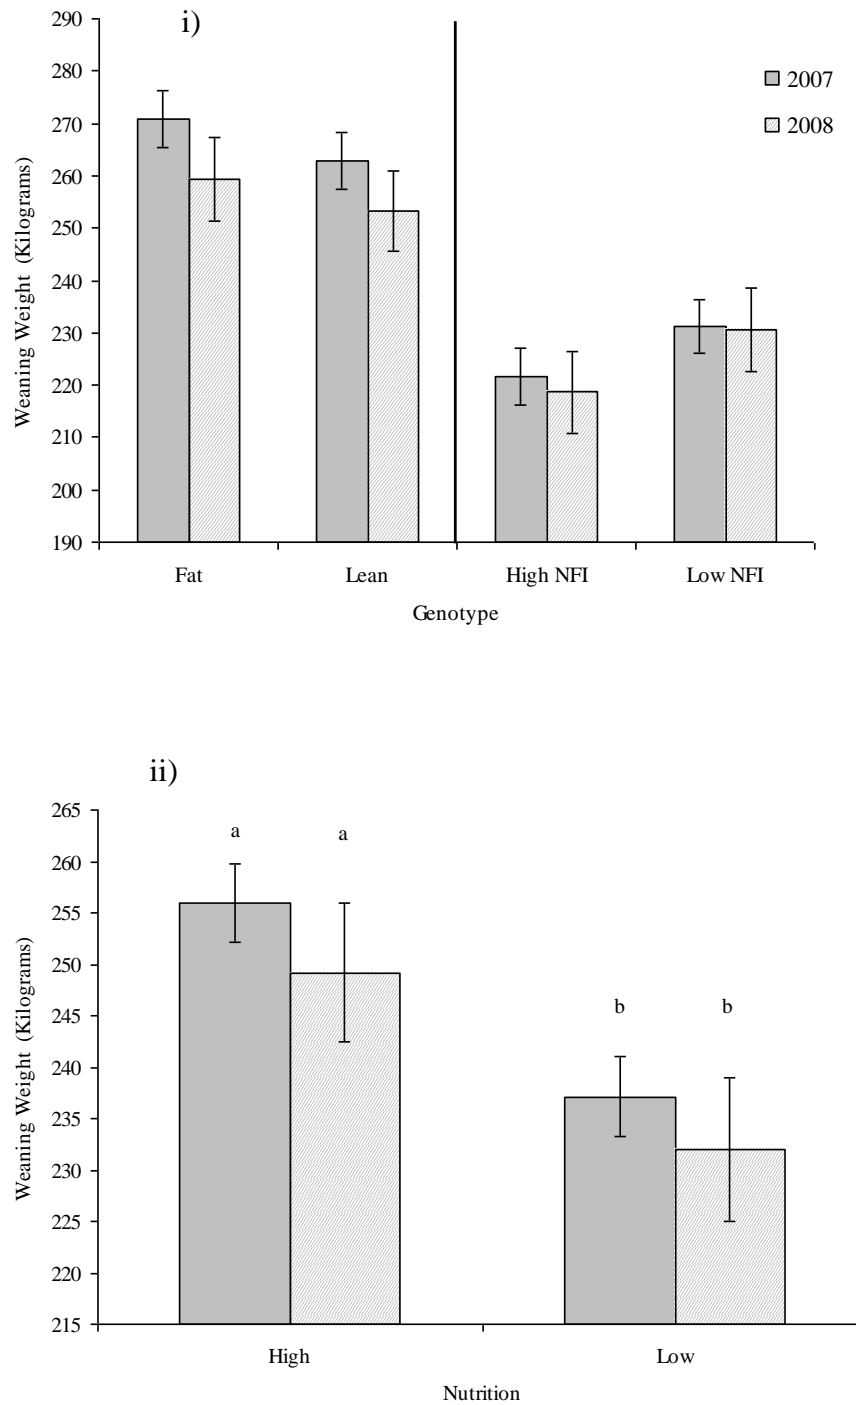 i)
290
280
270
260
250
240
230
220
210
200
190
Weaning Weight (Kilograms)
2007
2008
Fat Lean High NFI Low NFI
Genotype
ii)
265
260
255
250
245
240
235
230
225
220
215
Weaning Weight (Kilograms)
a a b b
High Low
Nutrition